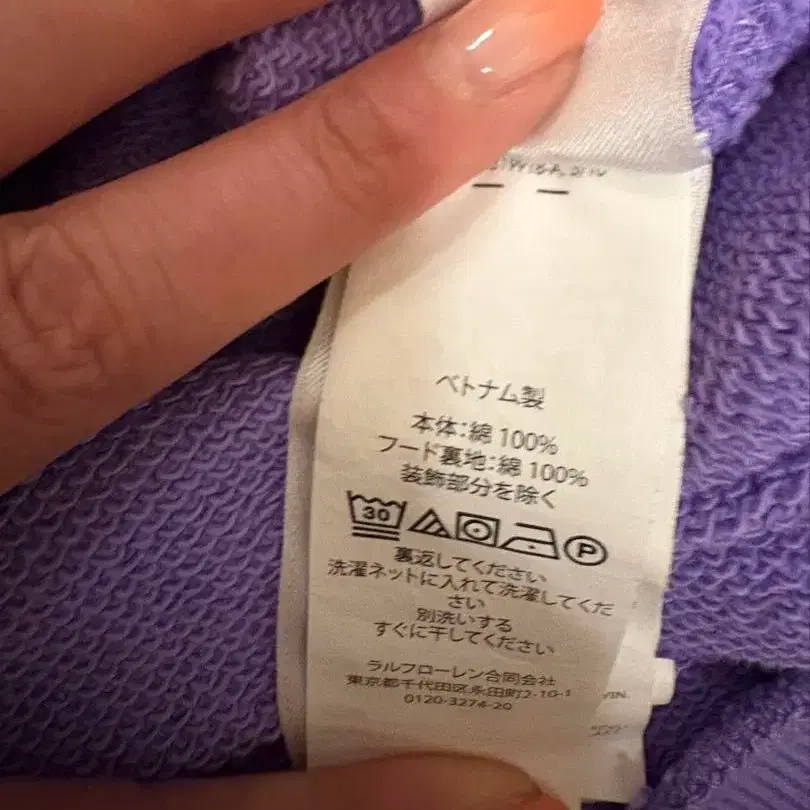 ベトナム製
本体:綿 100%
フード裏地:綿 100%
装飾部分を除く
30
P
裏返してください
洗濯ネットに入れて洗濯してくだ
さい
別洗いする
すぐに干してください
ラルフローレン合同会社
東京都千代田区永田町2-10-1
0120-3274-20